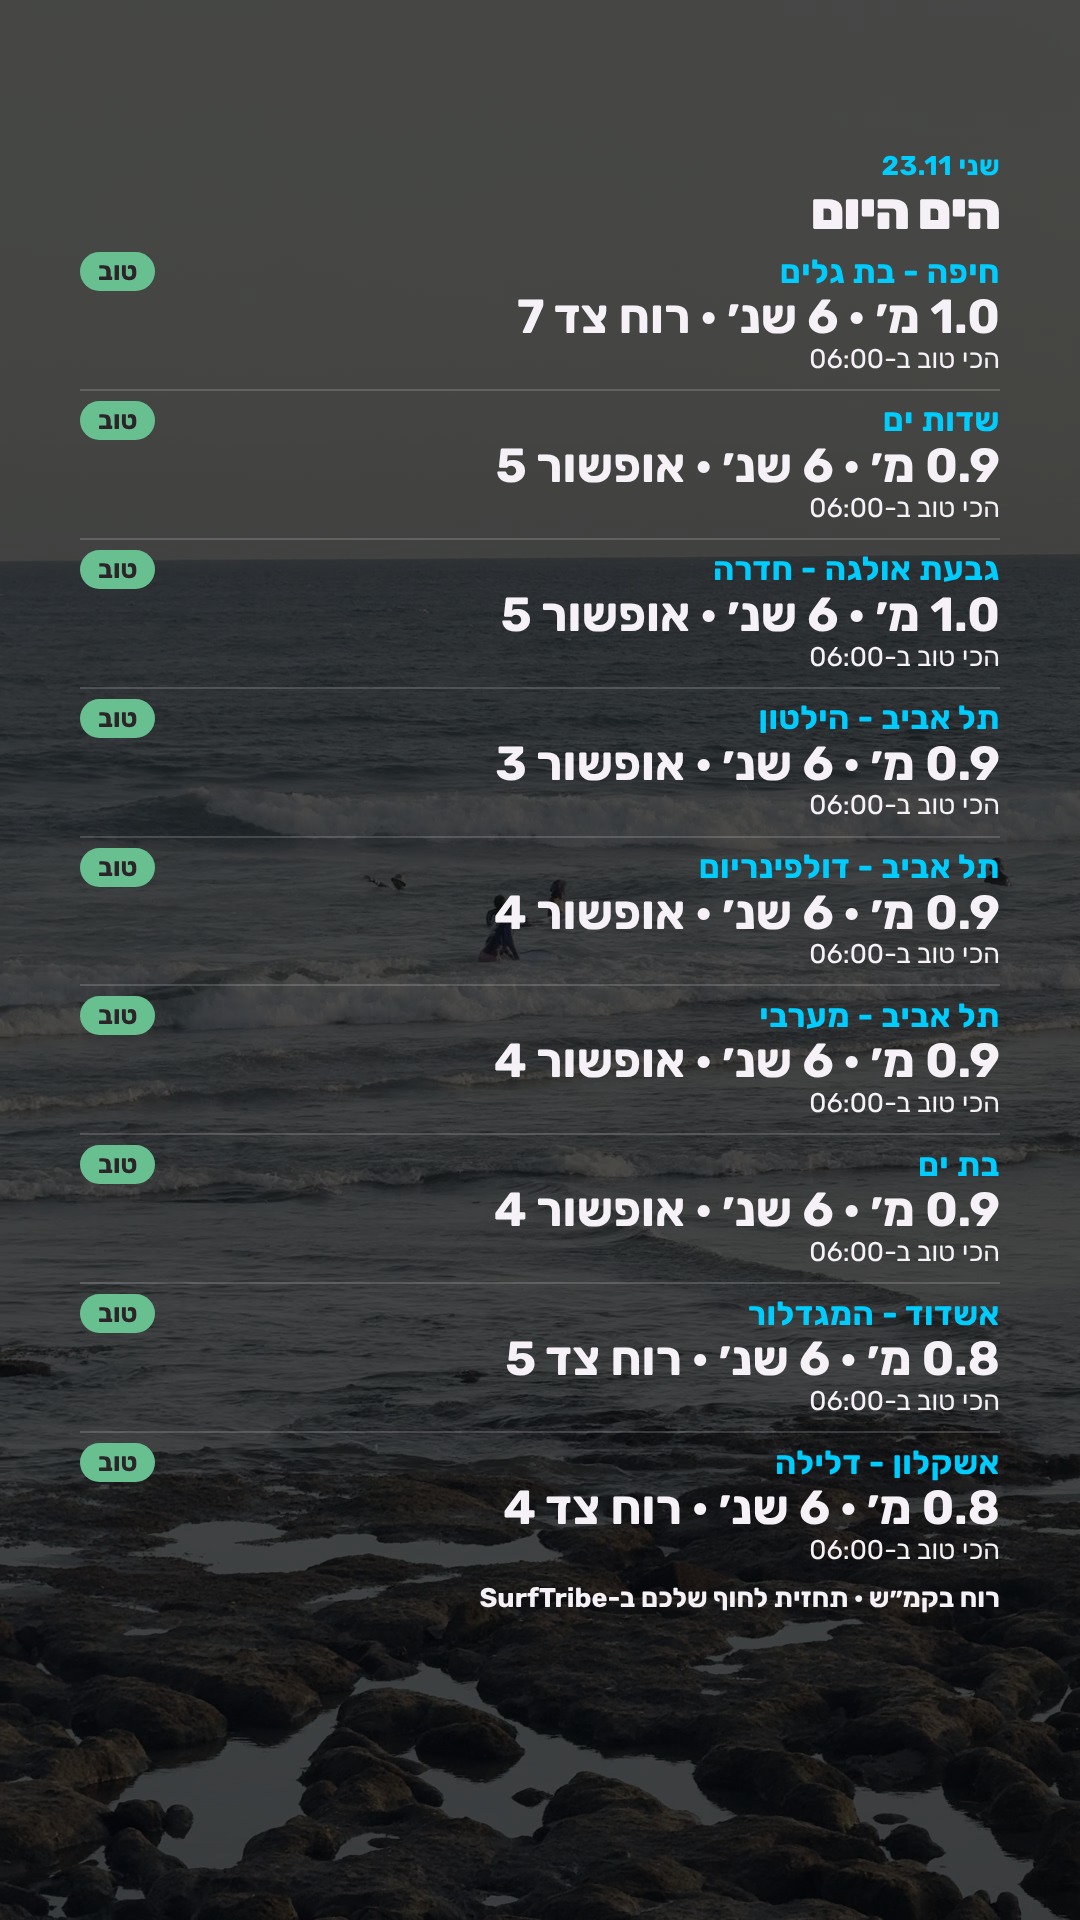 שני 23.11
הים היום
חיפה - בת גלים
טוב
1.0 מ׳ • 6 שנ׳ • רוח צד 7
הכי טוב ב-06:00
שדות ים
טוב
0.9 מ׳ • 6 שנ׳ • אופשור 5
הכי טוב ב-06:00
גבעת אולגה - חדרה
טוב
1.0 מ׳ • 6 שנ׳ • אופשור 5
הכי טוב ב-06:00
תל אביב - הילטון
טוב
0.9 מ׳ • 6 שנ׳ • אופשור 3
הכי טוב ב-06:00
תל אביב - דולפינריום
טוב
0.9 מ׳ • 6 שנ׳ • אופשור 4
הכי טוב ב-06:00
תל אביב - מערבי
טוב
0.9 מ׳ • 6 שנ׳ • אופשור 4
הכי טוב ב-06:00
בת ים
טוב
0.9 מ׳ • 6 שנ׳ • אופשור 4
הכי טוב ב-06:00
אשדוד - המגדלור
טוב
0.8 מ׳ • 6 שנ׳ • רוח צד 5
הכי טוב ב-06:00
אשקלון - דלילה
טוב
0.8 מ׳ • 6 שנ׳ • רוח צד 4
הכי טוב ב-06:00
רוח בקמ״ש • תחזית לחוף שלכם ב-SurfTribe